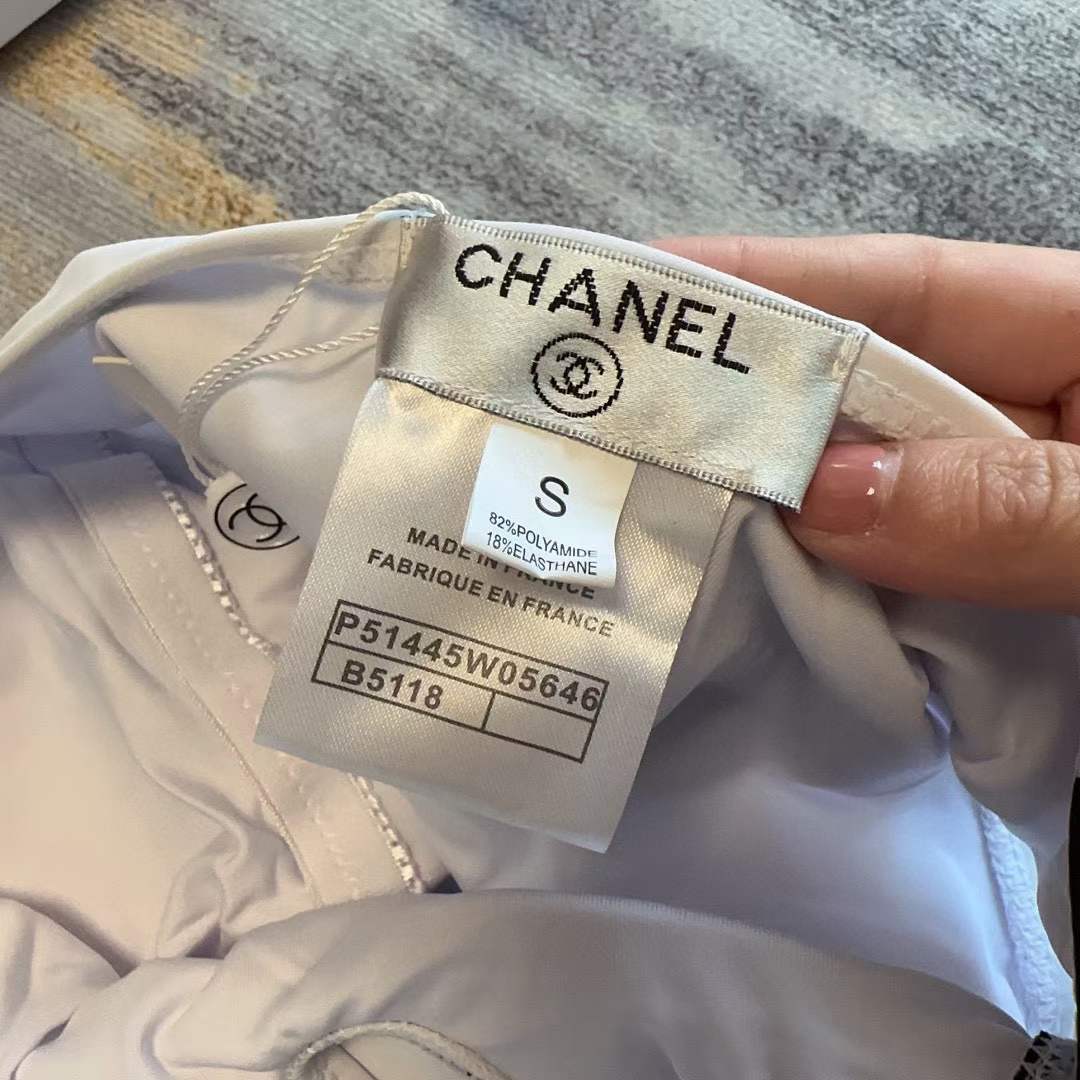 CHANEL
S
82%POLYAMIDE
18%ELASTHANE
MADE IN FRANCE
FABRIQUE EN FRANCE
P51445W05646
B5118